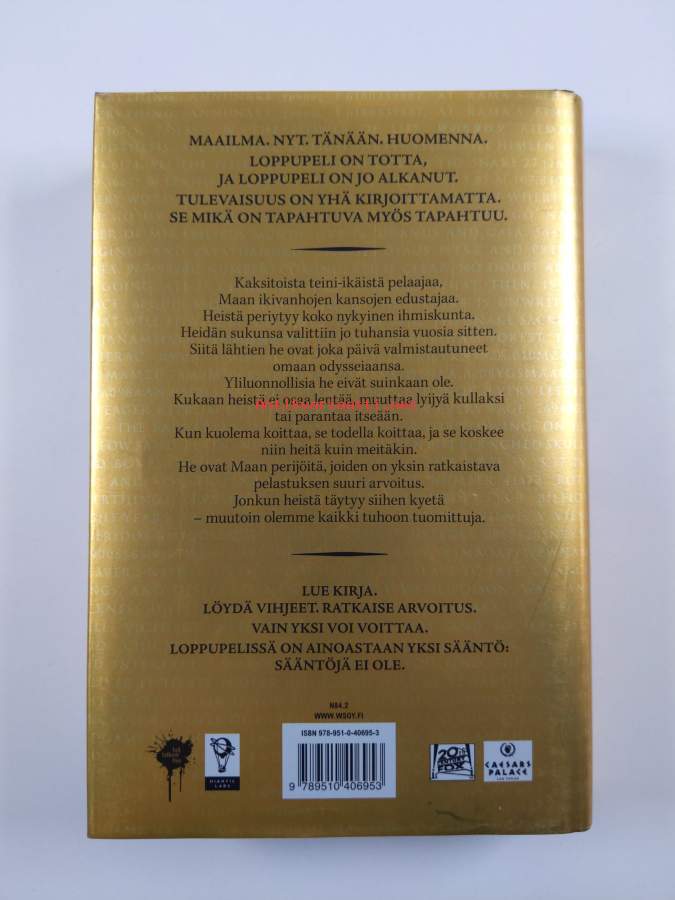 MAAILMA. NYT. TÄNÄÄN. HUOMENNA.
LOPPUPELI ON TOTTA,
JA LOPPUPELI ON JO ALKANUT.
TULEVAISUUS ON YHÄ KIRJOITTAMATTA.
SE MIKÄ ON TAPAHTUVA MYÖS TAPAHTUU.
Kaksitoista teini-ikäistä pelaajaa,
Maan ikivanhojen kansojen edustajaa.
Heistä periytyy koko nykyinen ihmiskunta.
Heidän sukunsa valittiin jo tuhansia vuosia sitten.
Siitä lähtien he ovat joka päivä valmistautuneet
omaan odysseiaansa.
Yliluonnollisia he eivät suinkaan ole.
Kukaan heistä ei osaa lentää, muuttaa lyijyä kullaksi
tai parantaa itseään.
Kun kuolema koittaa, se todella koittaa, ja se koskee
niin heitä kuin meitäkin.
He ovat Maan perijöitä, joiden on yksin ratkaistava
pelastuksen suuri arvoitus.
Jonkun heistä täytyy siihen kyetä
– muutoin olemme kaikki tuhoon tuomittuja.
LUE KIRJA.
LÖYDÄ VIHJEET. RATKAISE ARVOITUS.
VAIN YKSI VOI VOITTAA.
LOPPUPELISSÄ ON AINOASTAAN YKSI SÄÄNTÖ:
SÄÄNTÖJÄ EI OLE.
N84.2
WWW.WSOY.FI
ISBN 978-951-0-40695-3
9 789510 406953
NIANTIC
LABS
20th
CENTURY
FOX
CAESARS
PALACE
LAS VEGAS